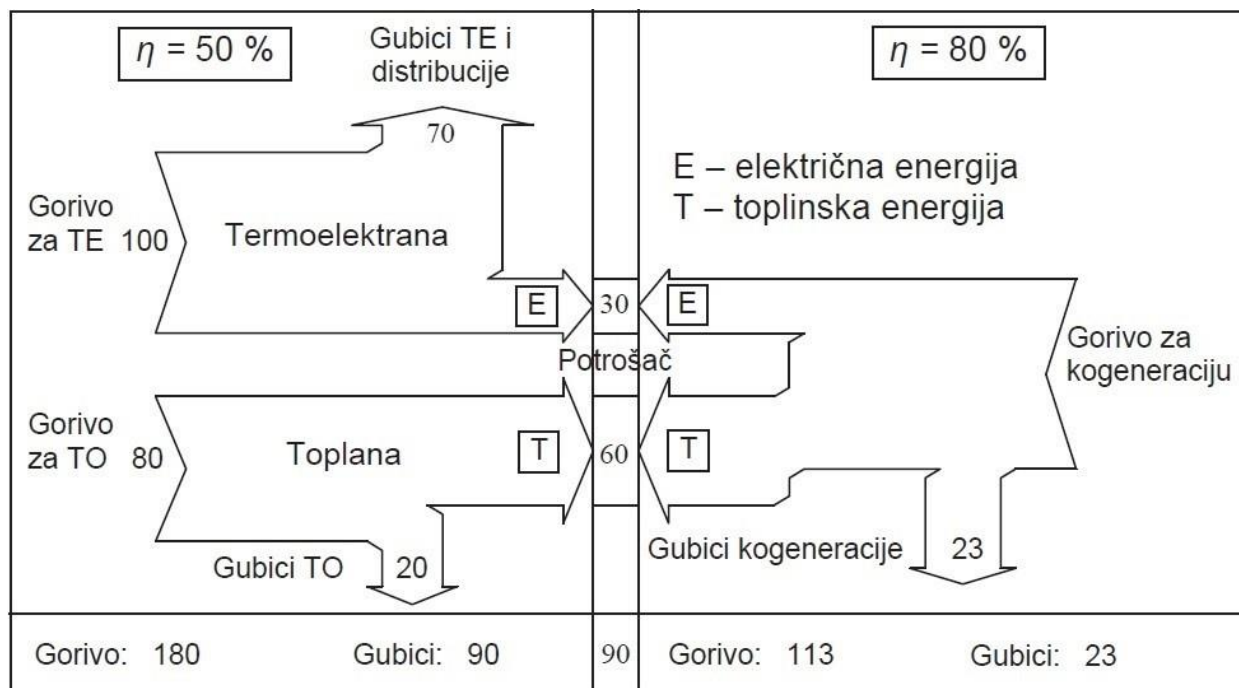 η = 50 %
Gubici TE i
distribucije
70
Gorivo
za TE 100
Termoelektrana
E
30
Potrošač
Gorivo
za TO 80
Toplana
T
60
Gubici TO 20
Gorivo: 180 Gubici: 90
90
η = 80 %
E – električna energija
T – toplinska energija
E
Gorivo za
kogeneraciju
T
Gubici kogeneracije 23
Gorivo: 113 Gubici: 23